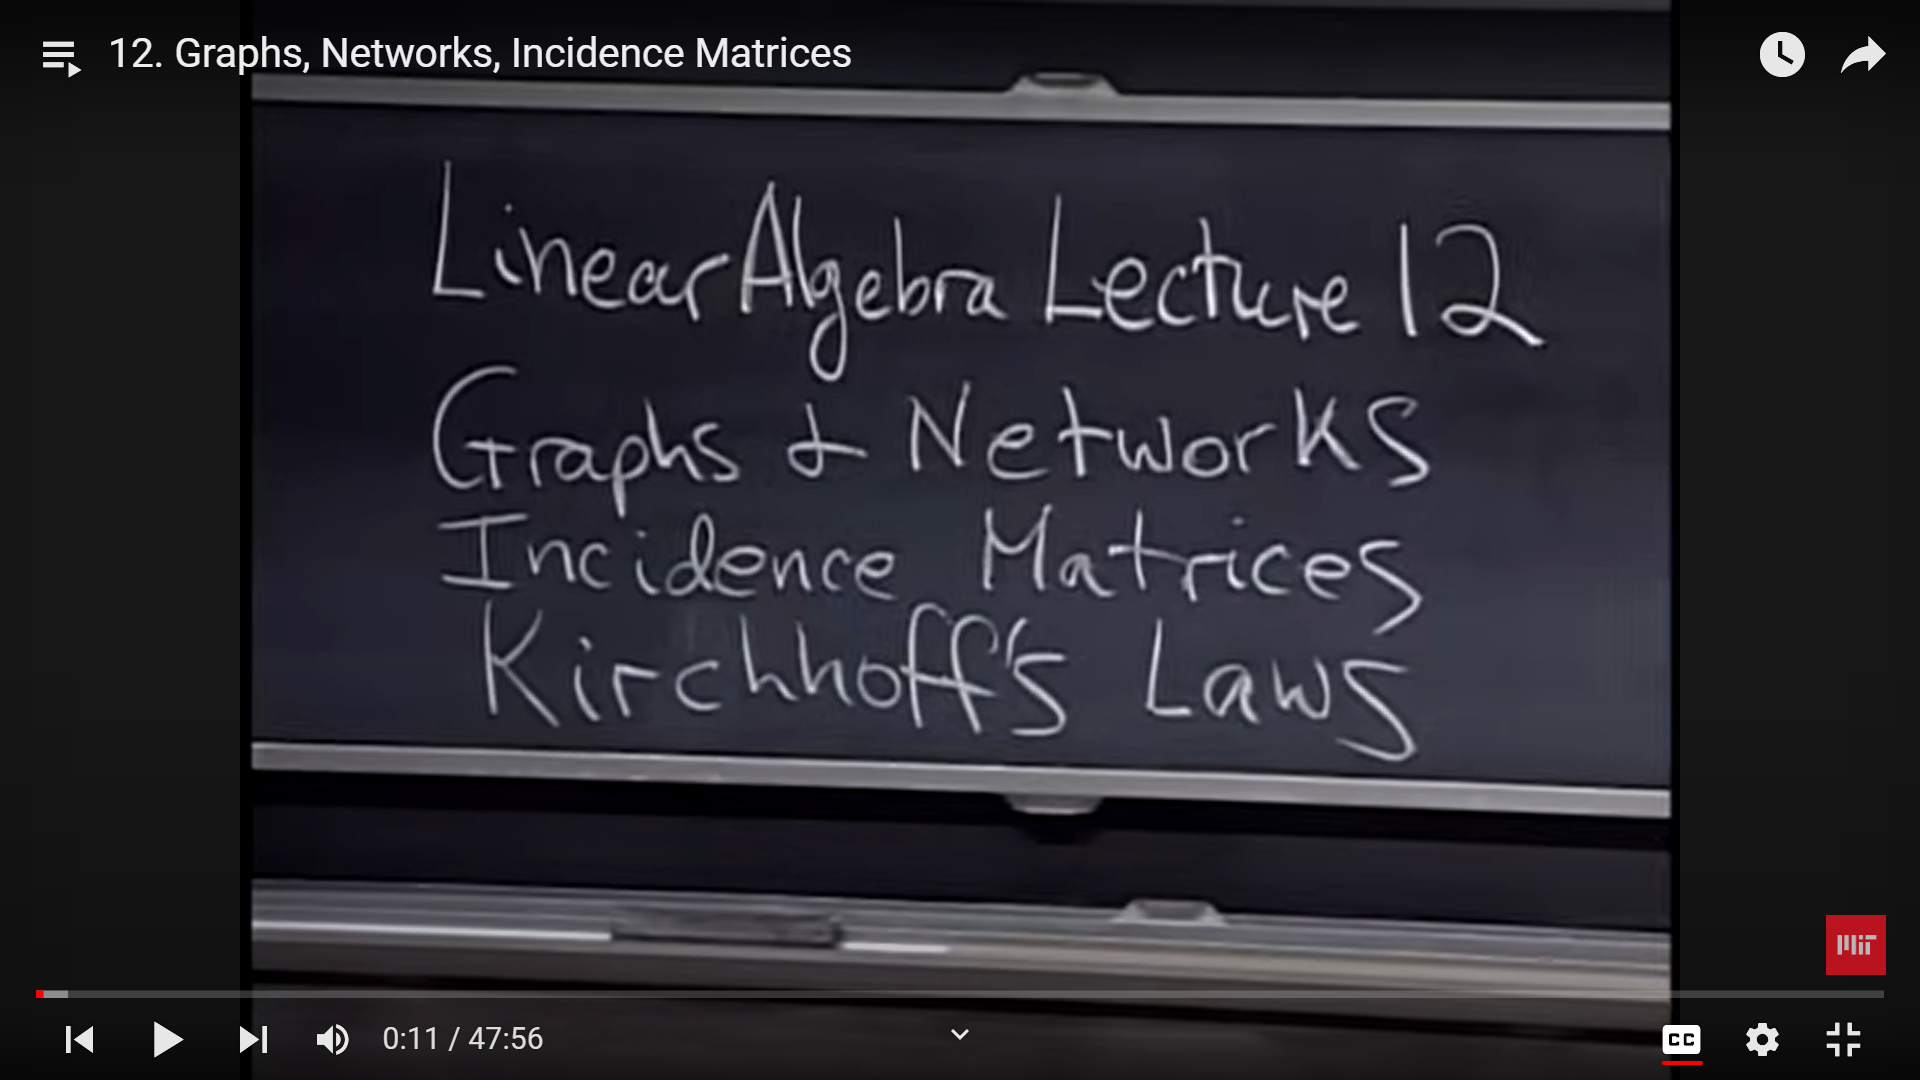 12. Graphs, Networks, Incidence Matrices
Linear Algebra Lecture 12
Graphs & Networks
Incidence Matrices
Kirchhoff's Laws
MIT
0:11 / 47:56
CC